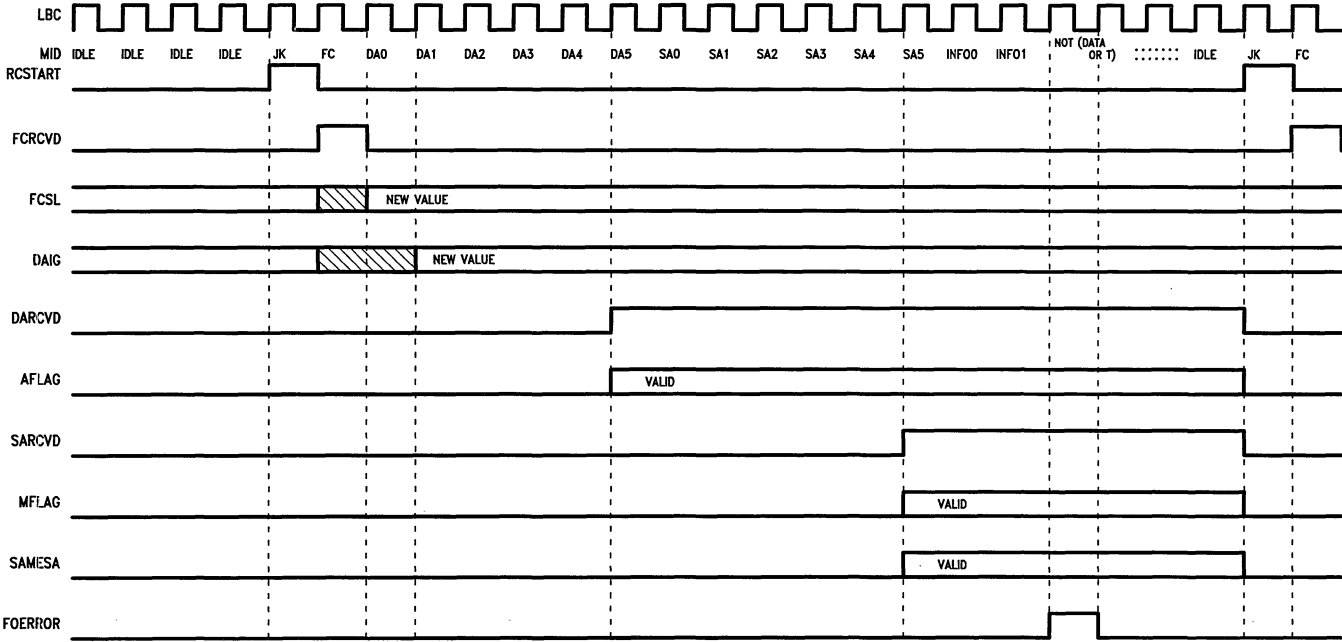 LBC
MID IDLE IDLE IDLE IDLE JK FC DA0 DA1 DA2 DA3 DA4 DA5 SA0 SA1 SA2 SA3 SA4 SA5 INFO0 INFO1 NOT (DATA OR T) ::::::: IDLE JK FC
RCSTART
FCRCVD
FCSL NEW VALUE
DAIG NEW VALUE
DARCVD
AFLAG VALID
SARCVD
MFLAG VALID
SAMESA VALID
FOERROR